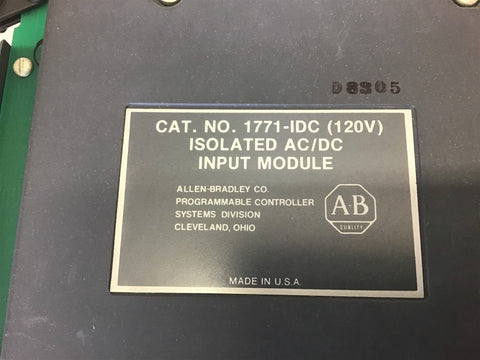 D8305
CAT. NO. 1771-IDC (120V)
ISOLATED AC/DC
INPUT MODULE
ALLEN-BRADLEY CO.
PROGRAMMABLE CONTROLLER
SYSTEMS DIVISION
CLEVELAND, OHIO
A-B
QUALITY
MADE IN U.S.A